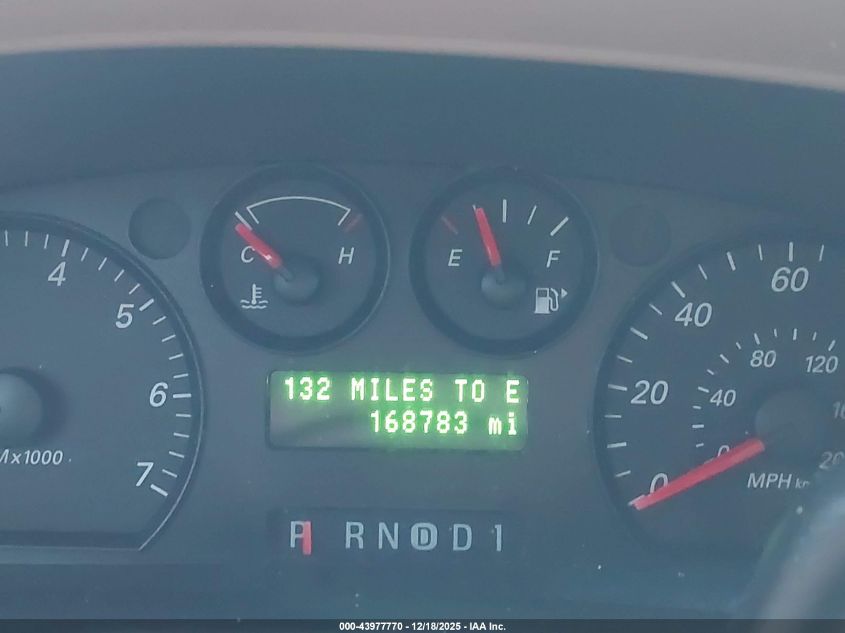 4
5
6
7
Mx1000
C H
E F
132 MILES TO E
168783 mi
P R N D D 1
0 20 40 60
0 40 80 120
MPH
000-43977770 - 12/18/2025 - IAA Inc.